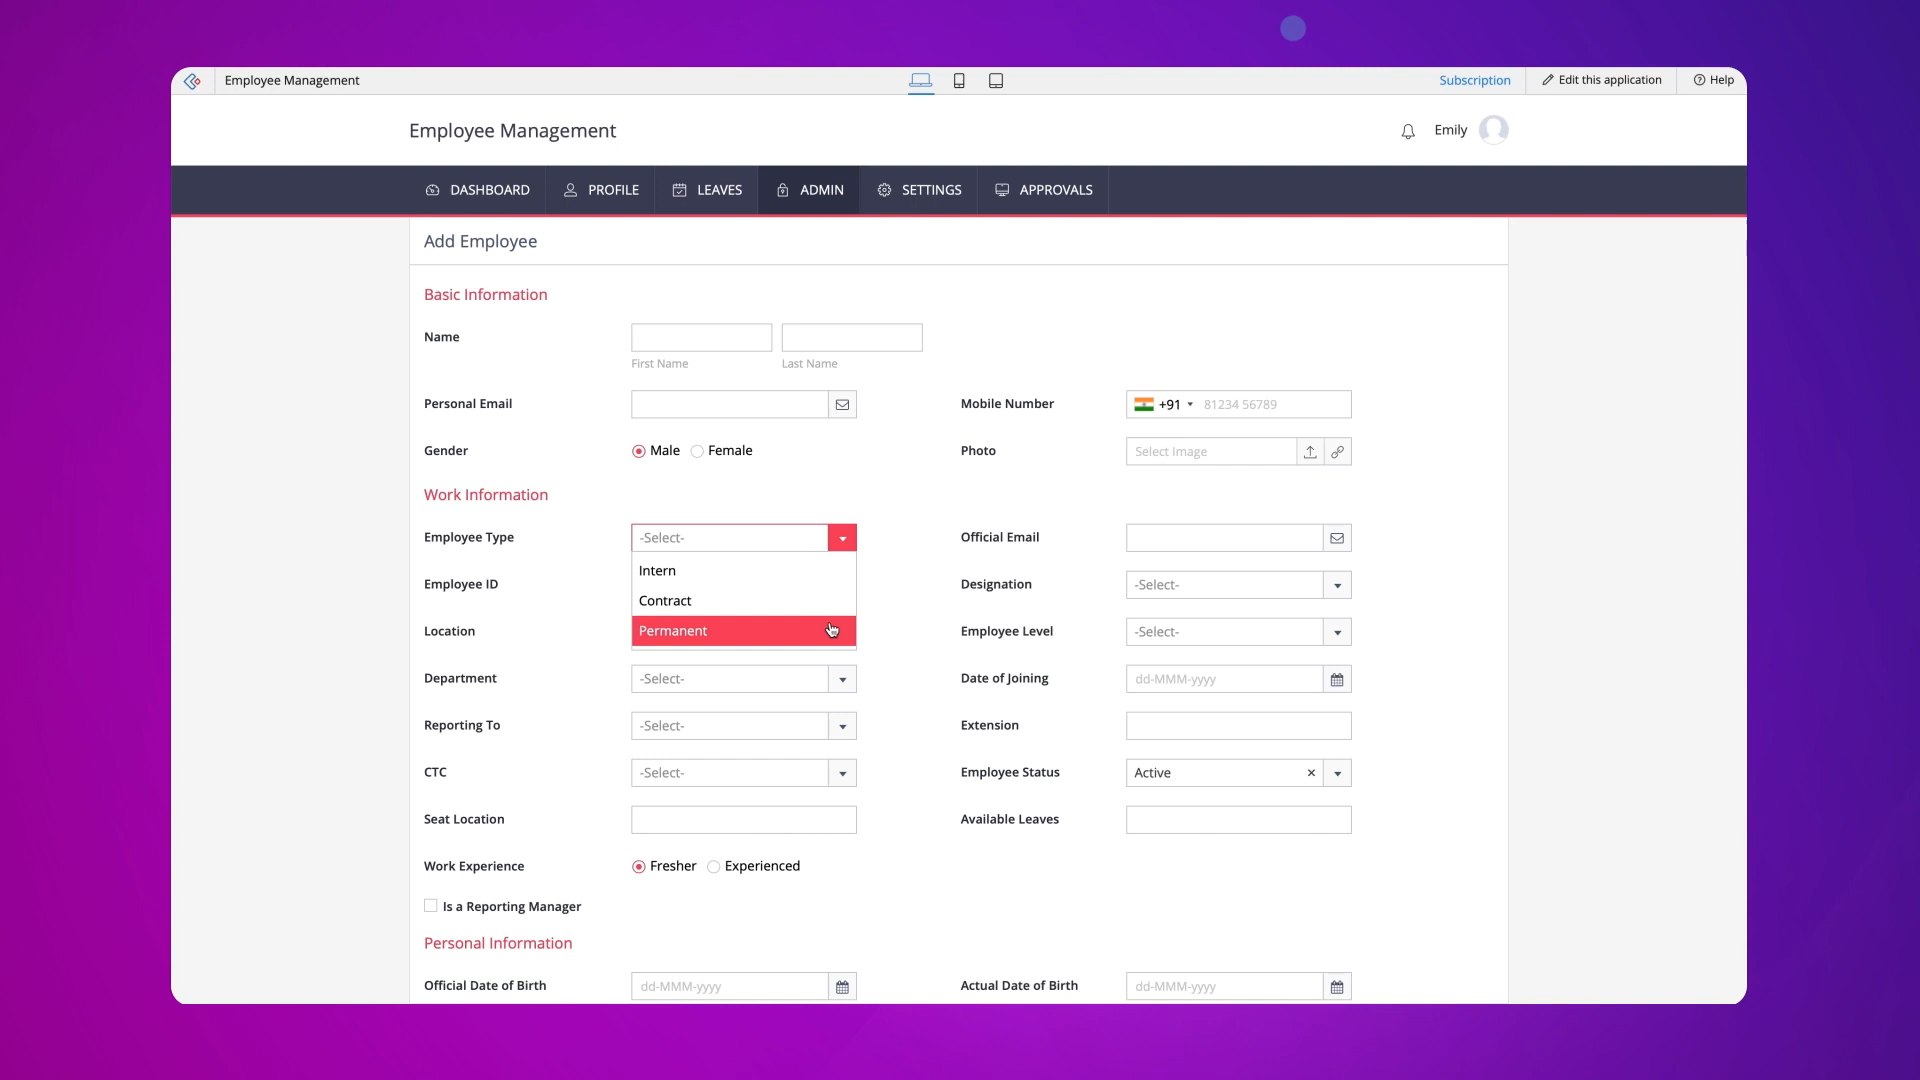 Employee Management Subscription Edit this application Help
Employee Management Emily
DASHBOARD PROFILE LEAVES ADMIN SETTINGS APPROVALS
Add Employee
Basic Information
Name
First Name Last Name
Personal Email Mobile Number +91 81234 56789
Gender Male Female Photo Select Image
Work Information
Employee Type -Select- Official Email
Intern
Employee ID Designation -Select-
Contract
Location Permanent Employee Level -Select-
Department -Select- Date of Joining dd-MMM-yyyy
Reporting To -Select- Extension
CTC -Select- Employee Status Active ×
Seat Location Available Leaves
Work Experience Fresher Experienced
Is a Reporting Manager
Personal Information
Official Date of Birth dd-MMM-yyyy Actual Date of Birth dd-MMM-yyyy